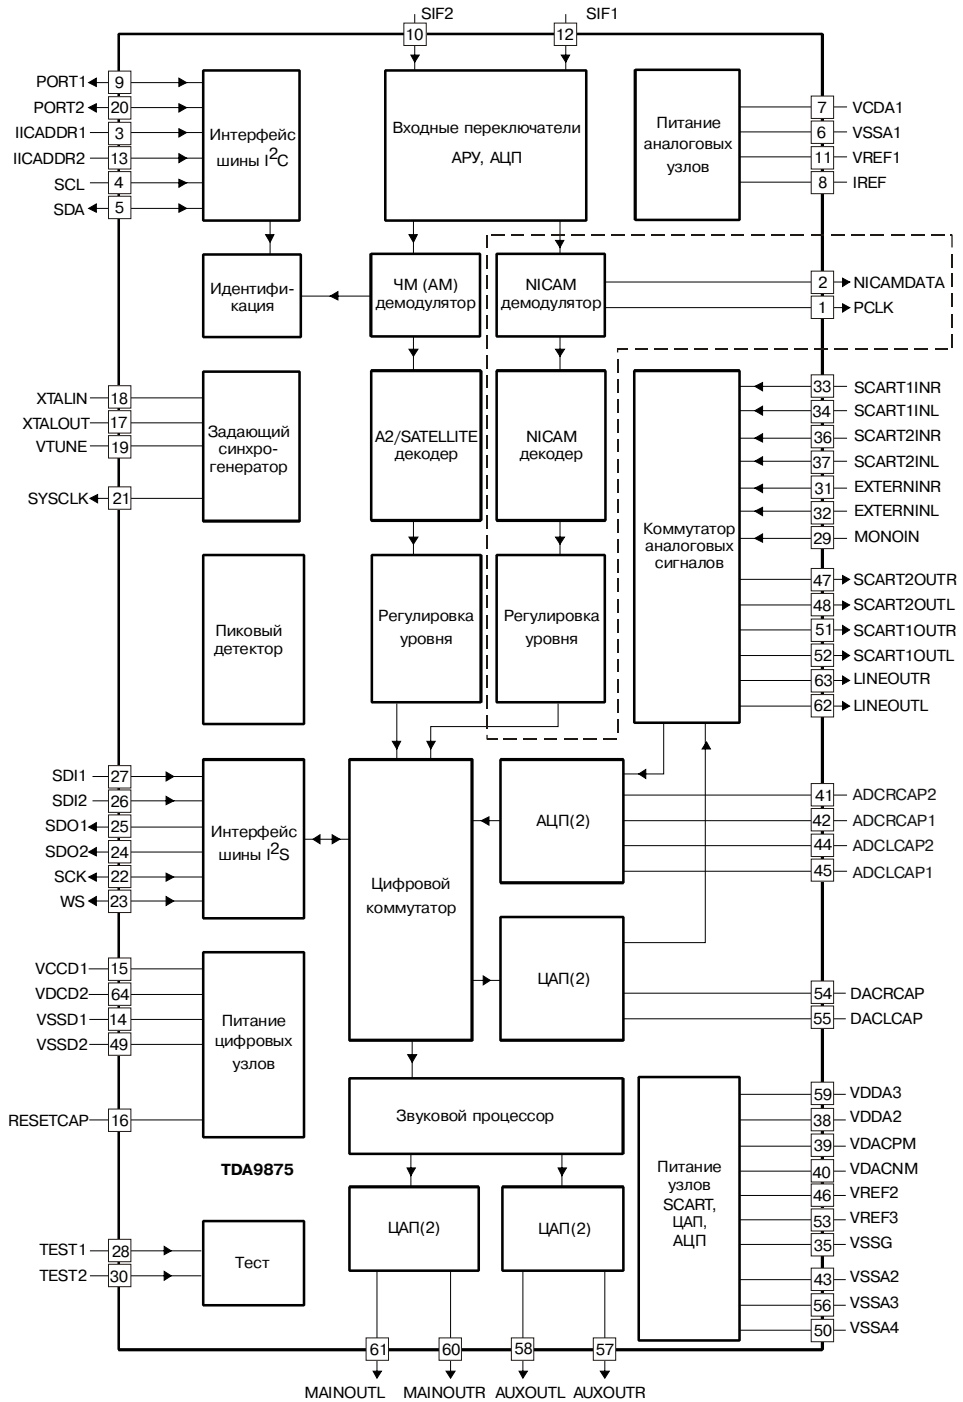 SIF2
SIF1
10
12
PORT1
9
PORT2
20
IICADDR1
3
IICADDR2
13
SCL
4
SDA
5
Интерфейс
шины I²C
Входные переключатели
АРУ, АЦП
Питание
аналоговых
узлов
7
VCDA1
6
VSSA1
11
VREF1
8
IREF
Идентифи-
кация
ЧМ (АМ)
демодулятор
NICAM
демодулятор
2
NICAMDATA
1
PCLK
XTALIN
18
XTALOUT
17
VTUNE
19
SYSCLK
21
Задающий
синхро-
генератор
A2/SATELLITE
декодер
NICAM
декодер
Коммутатор
аналоговых
сигналов
33
SCART1INR
34
SCART1INL
36
SCART2INR
37
SCART2INL
31
EXTERNINR
32
EXTERNINL
29
MONOIN
47
SCART2OUTR
48
SCART2OUTL
51
SCART1OUTR
52
SCART1OUTL
63
LINEOUTR
62
LINEOUTL
Пиковый
детектор
Регулировка
уровня
Регулировка
уровня
SDI1
27
SDI2
26
SDO1
25
SDO2
24
SCK
22
WS
23
Интерфейс
шины I²S
Цифровой
коммутатор
АЦП(2)
41
ADCRCAP2
42
ADCRCAP1
44
ADCLCAP2
45
ADCLCAP1
ЦАП(2)
54
DACRCAP
55
DACLCAP
VCCD1
15
VDCD2
64
VSSD1
14
VSSD2
49
RESETCAP
16
Питание
цифровых
узлов
TDA9875
Звуковой процессор
ЦАП(2)
ЦАП(2)
Питание
узлов
SCART,
ЦАП,
АЦП
59
VDDA3
38
VDDA2
39
VDACPM
40
VDACNM
46
VREF2
53
VREF3
35
VSSG
43
VSSA2
56
VSSA3
50
VSSA4
TEST1
28
TEST2
30
Тест
61
60
58
57
MAINOUTL
MAINOUTR
AUXOUTL
AUXOUTR